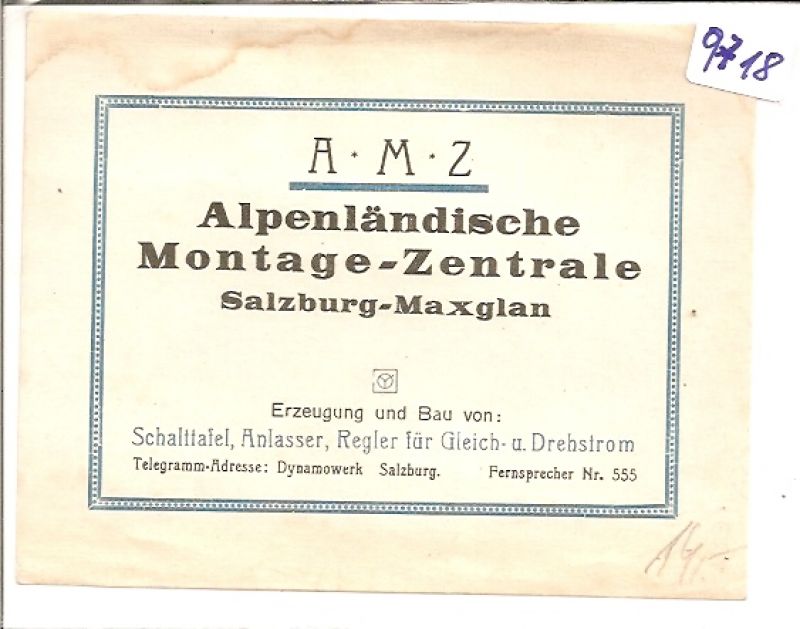 9718
A · M · Z
Alpenländische
Montage-Zentrale
Salzburg-Maxglan
Erzeugung und Bau von:
Schalttafel, Anlasser, Regler für Gleich- u. Drehstrom
Telegramm-Adresse: Dynamowerk Salzburg. Fernsprecher Nr. 555